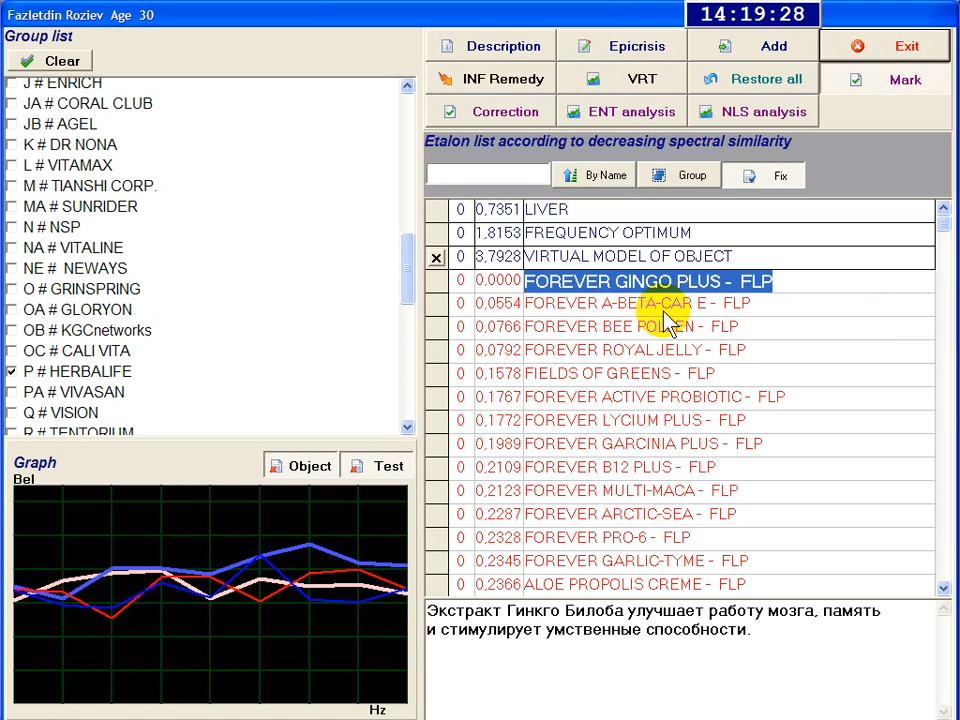 Fazletdin Roziev Age 30
14:19:28
Group list
Clear
J # ENRICH
JA # CORAL CLUB
JB # AGEL
K # DR NONA
L # VITAMAX
M # TIANSHI CORP.
MA # SUNRIDER
N # NSP
NA # VITALINE
NE # NEWAYS
O # GRINSPRING
OA # GLORYON
OB # KGCnetworks
OC # CALI VITA
P # HERBALIFE
PA # VIVASAN
Q # VISION
R # TENTORIUM
Description
Epicrisis
Add
Exit
INF Remedy
VRT
Restore all
Mark
Correction
ENT analysis
NLS analysis
Etalon list according to decreasing spectral similarity
By Name
Group
Fix
0 0,7351 LIVER
0 1,8153 FREQUENCY OPTIMUM
x 0 3,7928 VIRTUAL MODEL OF OBJECT
0 0,0000 FOREVER GINGO PLUS - FLP
0 0,0554 FOREVER A-BETA-CAR E - FLP
0 0,0766 FOREVER BEE POLLEN - FLP
0 0,0792 FOREVER ROYAL JELLY - FLP
0 0,1578 FIELDS OF GREENS - FLP
0 0,1767 FOREVER ACTIVE PROBIOTIC - FLP
0 0,1772 FOREVER LYCIUM PLUS - FLP
0 0,1989 FOREVER GARCINIA PLUS - FLP
0 0,2109 FOREVER B12 PLUS - FLP
0 0,2123 FOREVER MULTI-MACA - FLP
0 0,2287 FOREVER ARCTIC-SEA - FLP
0 0,2328 FOREVER PRO-6 - FLP
0 0,2345 FOREVER GARLIC-TYME - FLP
0 0,2366 ALOE PROPOLIS CREME - FLP
Graph
Object
Test
Bel
Hz
Экстракт Гинкго Билоба улучшает работу мозга, память
и стимулирует умственные способности.